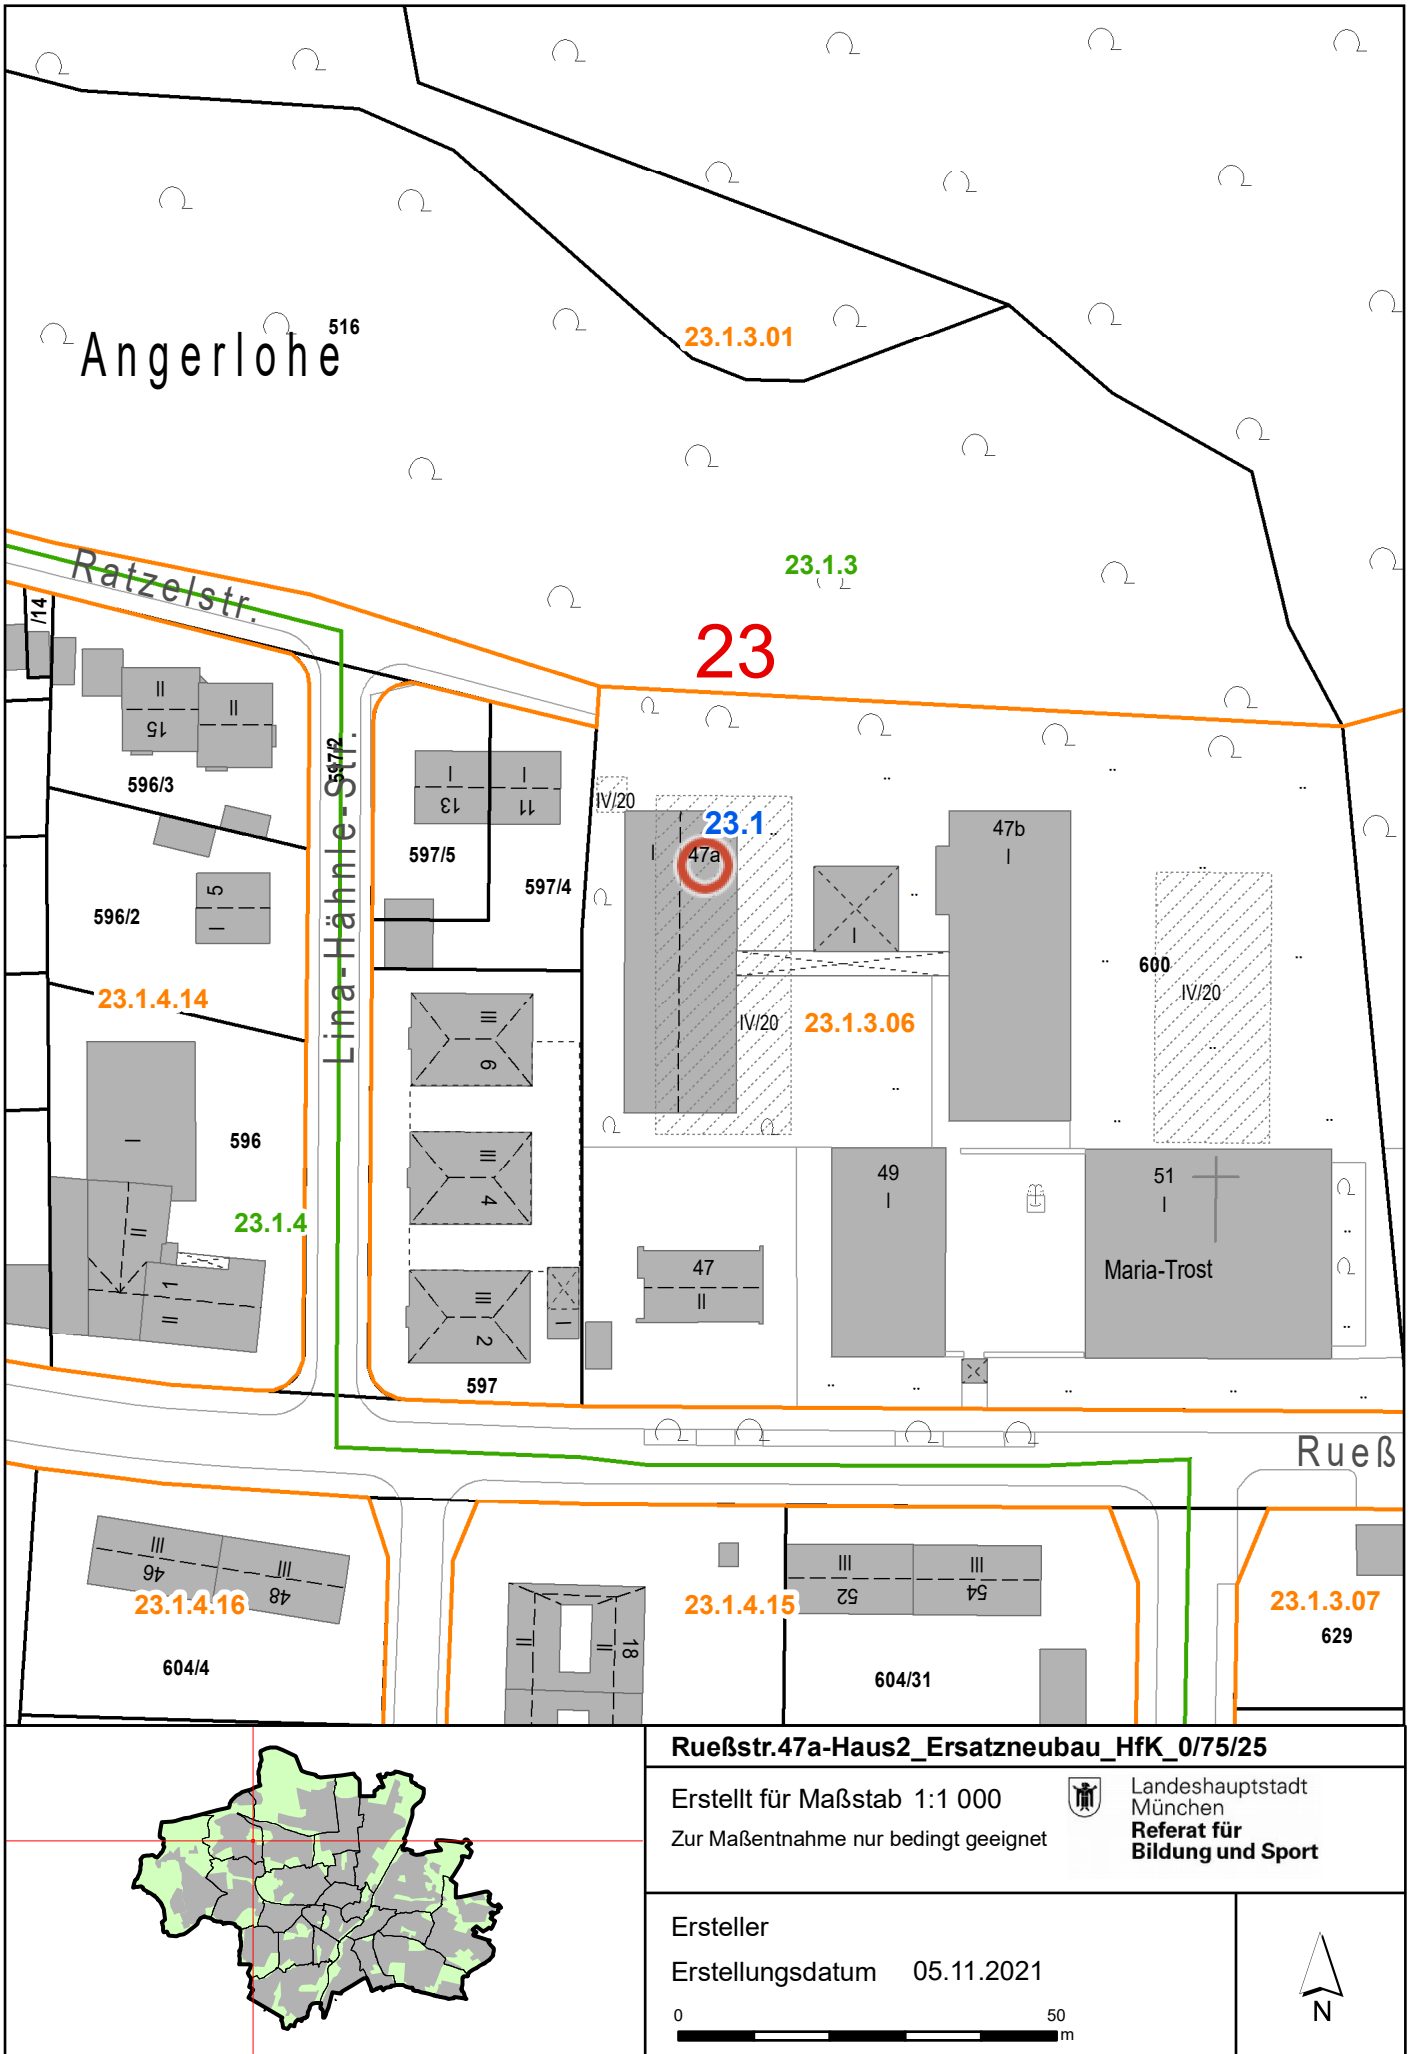 516
Angerlohe
23.1.3.01
23.1.3
Ratzelstr.
/14
23
II
II
15
596/3
597/2
Lina-Hähnle-Str.
I
I
13
11
597/5
597/4
IV/20
23.1
I
47a
47b
I
5
I
596/2
I
600
IV/20
23.1.4.14
III
6
IV/20
23.1.3.06
I
596
III
4
49
I
51
I
23.1.4
II
1
II
47
II
Maria-Trost
III
2
I
597
Rueß
III
46
III
48
23.1.4.16
604/4
II
II
18
23.1.4.15
III
52
III
54
604/31
23.1.3.07
629
Rueßstr.47a-Haus2_Ersatzneubau_HfK_0/75/25
Erstellt für Maßstab 1:1 000
Zur Maßentnahme nur bedingt geeignet
Landeshauptstadt
München
Referat für
Bildung und Sport
Ersteller
Erstellungsdatum 05.11.2021
0 50
m
N